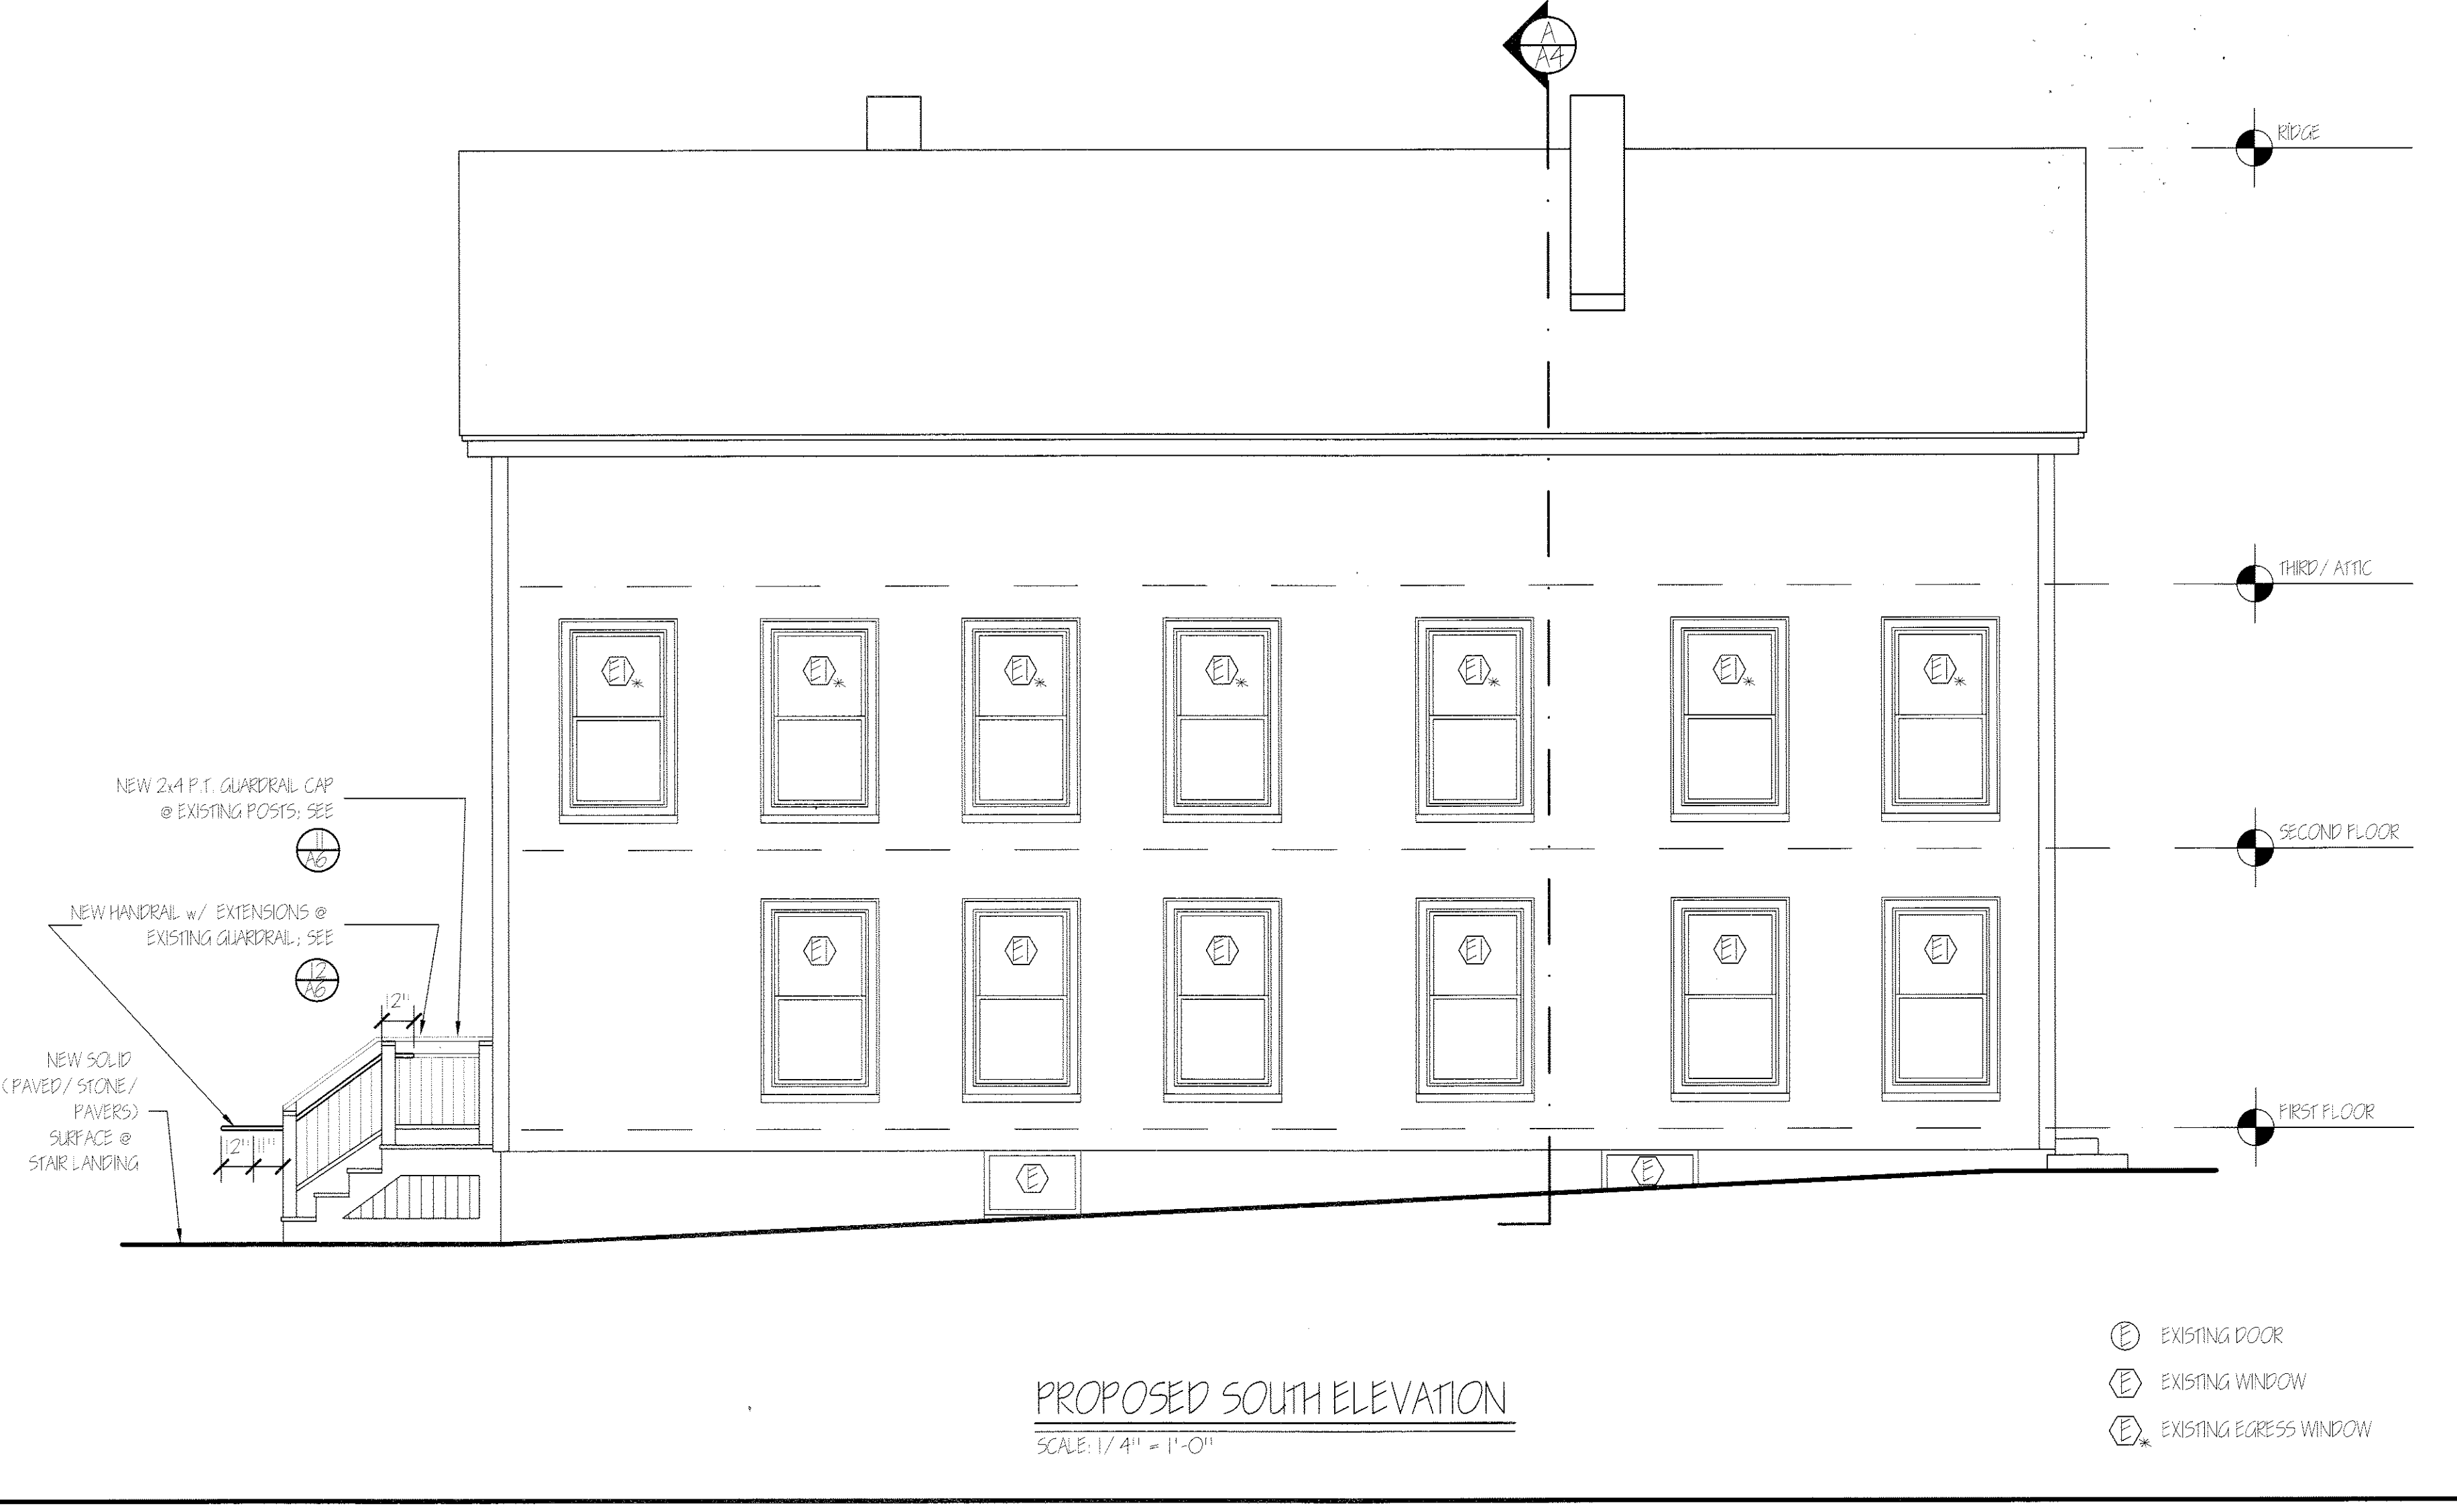 A
A4
RIDGE
THIRD/ ATTIC
E1* E1* E1* E1* E1* E1* E1*
NEW 2x4 P.T. GUARDRAIL CAP
@ EXISTING POSTS; SEE
11
A6
SECOND FLOOR
NEW HANDRAIL w/ EXTENSIONS @
EXISTING GUARDRAIL; SEE
12
A6
E1 E1 E1 E1 E1 E1
12"
NEW SOLID
(PAVED/ STONE/
PAVERS)
SURFACE @
STAIR LANDING
12" 11"
FIRST FLOOR
E E
E EXISTING DOOR
E EXISTING WINDOW
E* EXISTING EGRESS WINDOW
PROPOSED SOUTH ELEVATION
SCALE: 1/4" = 1'-0"